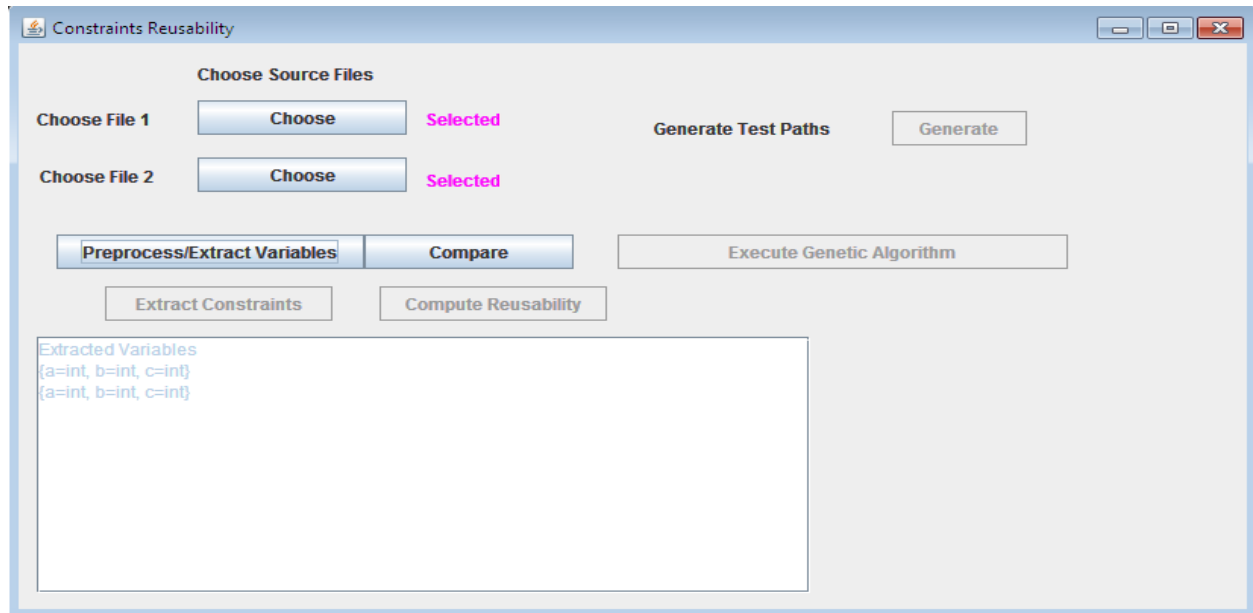 Constraints Reusability
Choose Source Files
Choose File 1 Choose Selected Generate Test Paths Generate
Choose File 2 Choose Selected
Preprocess/Extract Variables Compare Execute Genetic Algorithm
Extract Constraints Compute Reusability
Extracted Variables
{a=int, b=int, c=int}
{a=int, b=int, c=int}